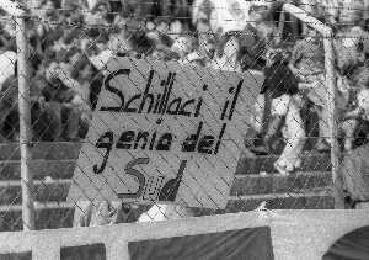 Schillaci il
genio del
Sud